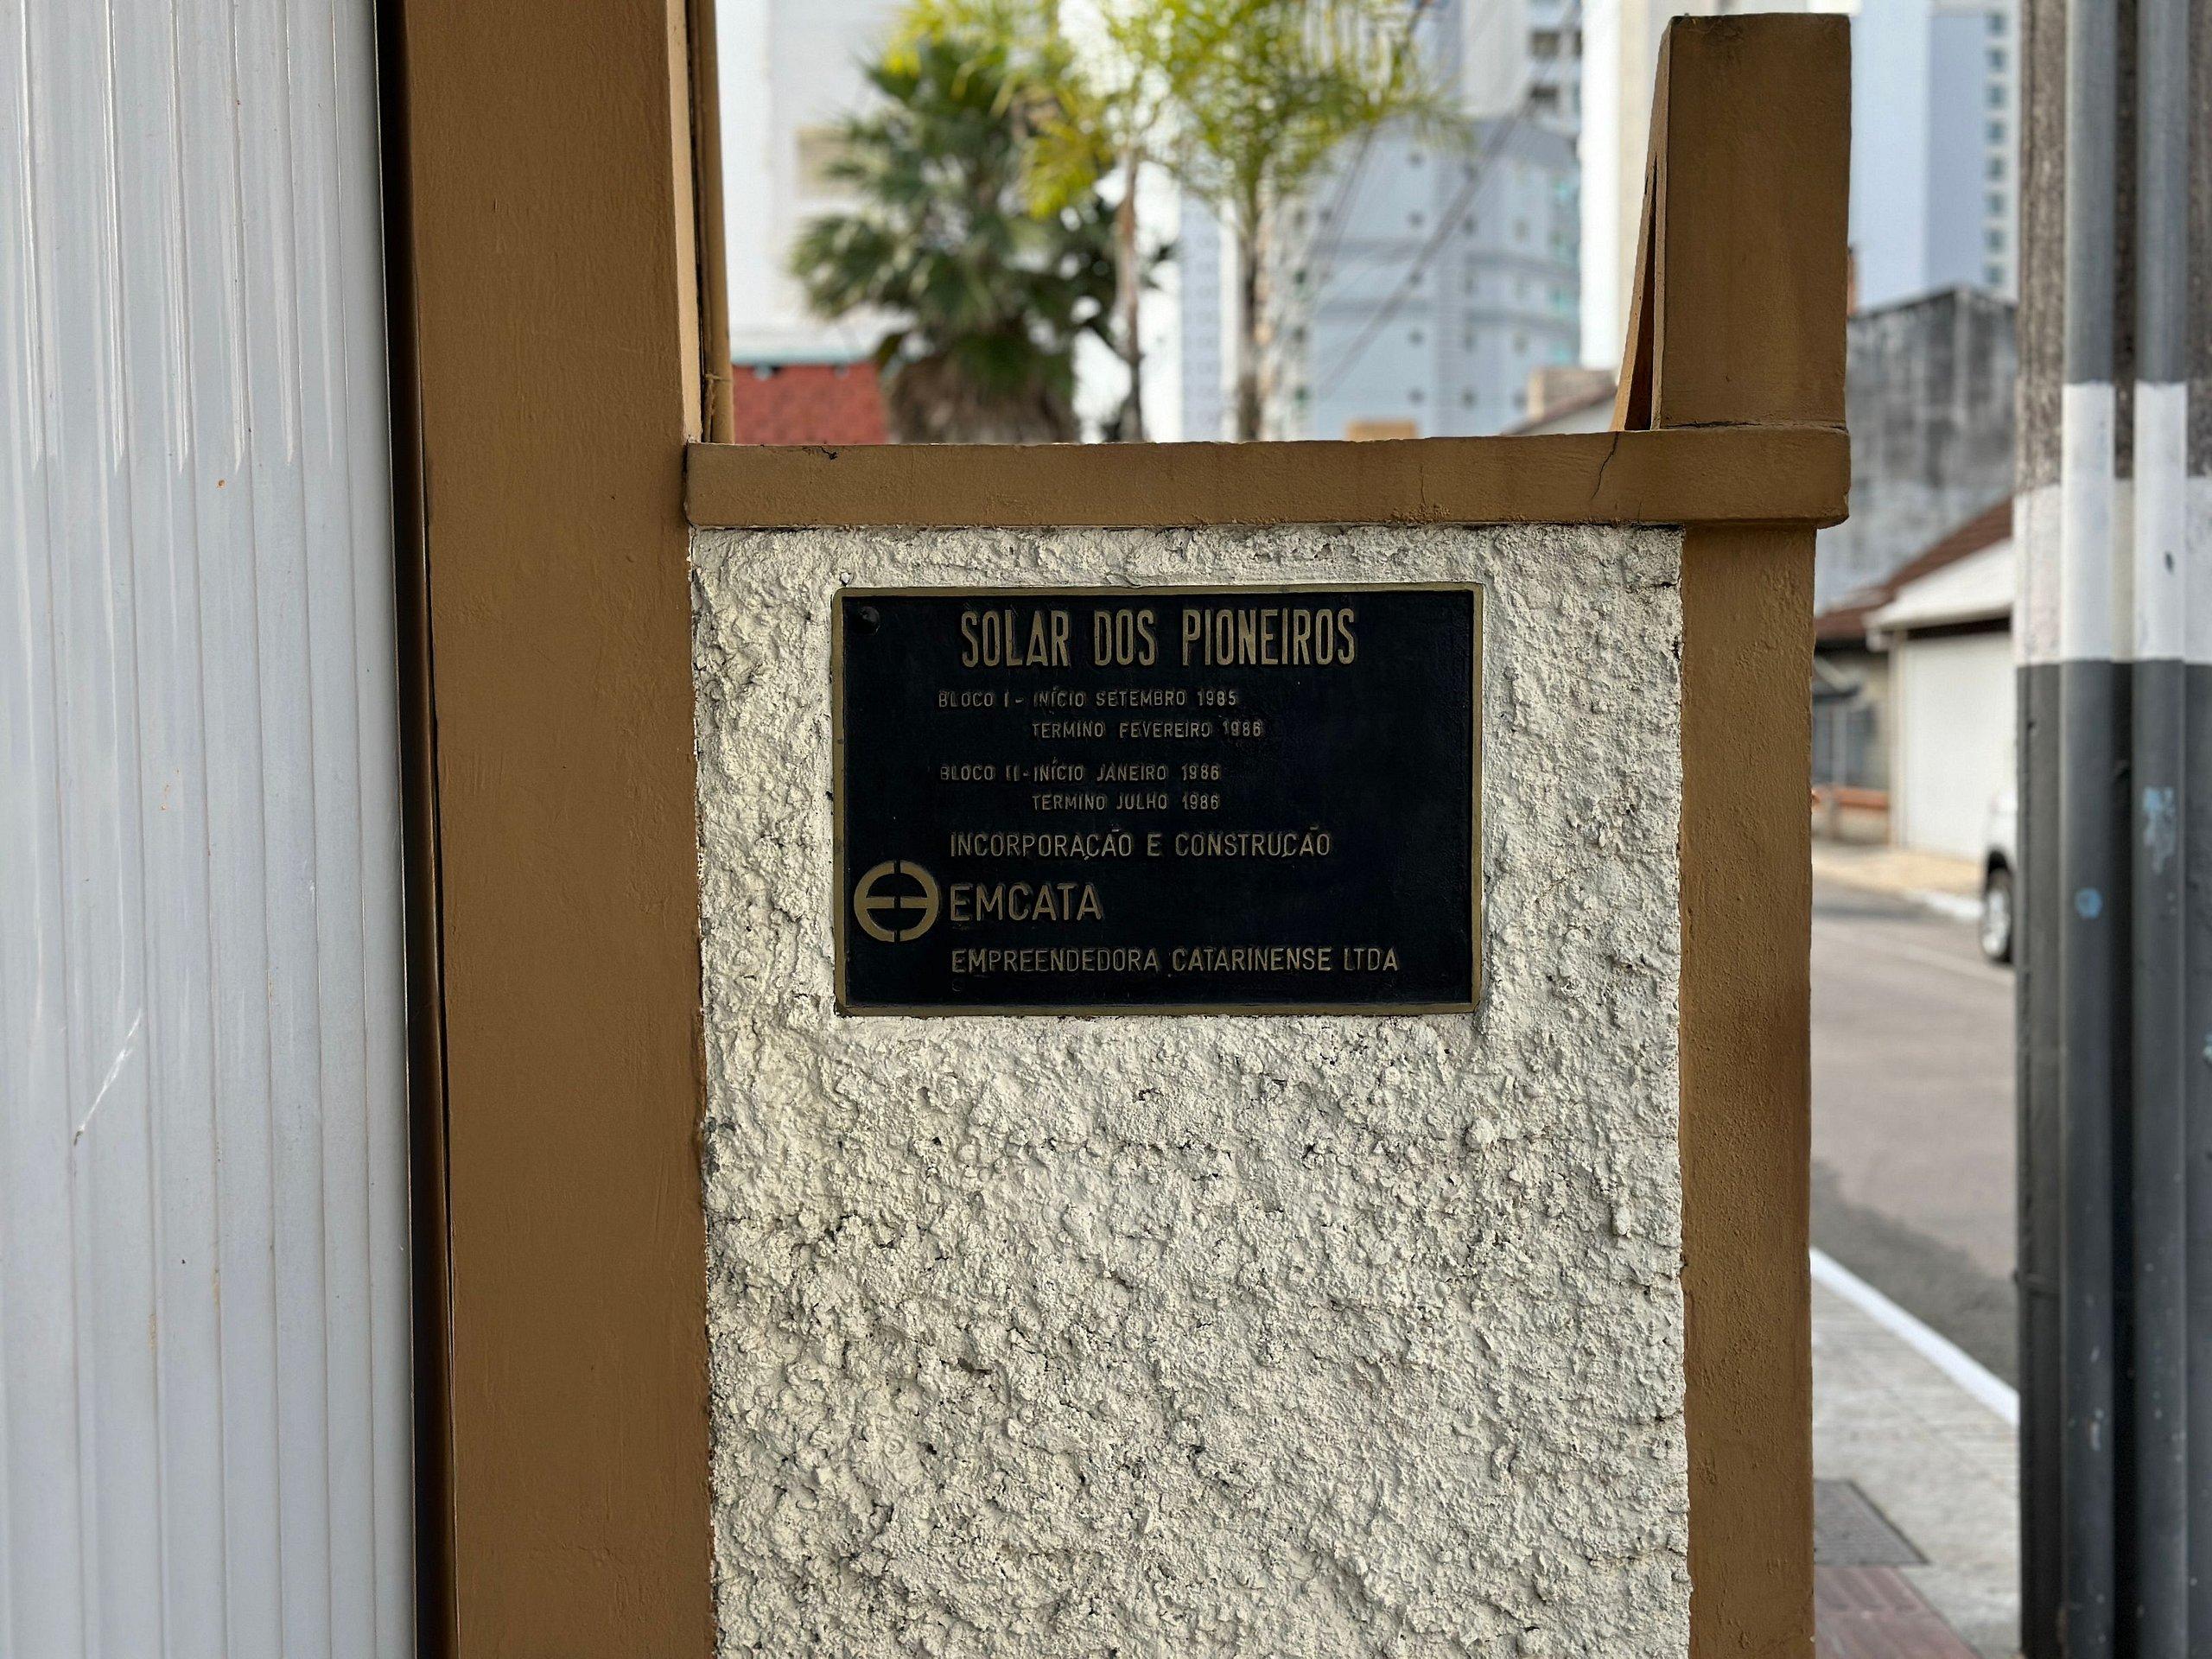 SOLAR DOS PIONEIROS
BLOCO I - INÍCIO SETEMBRO 1985
TERMINO FEVEREIRO 1986
BLOCO II - INÍCIO JANEIRO 1986
TERMINO JULHO 1986
INCORPORAÇÃO E CONSTRUÇÃO
EMCATA
EMPREENDEDORA CATARINENSE LTDA